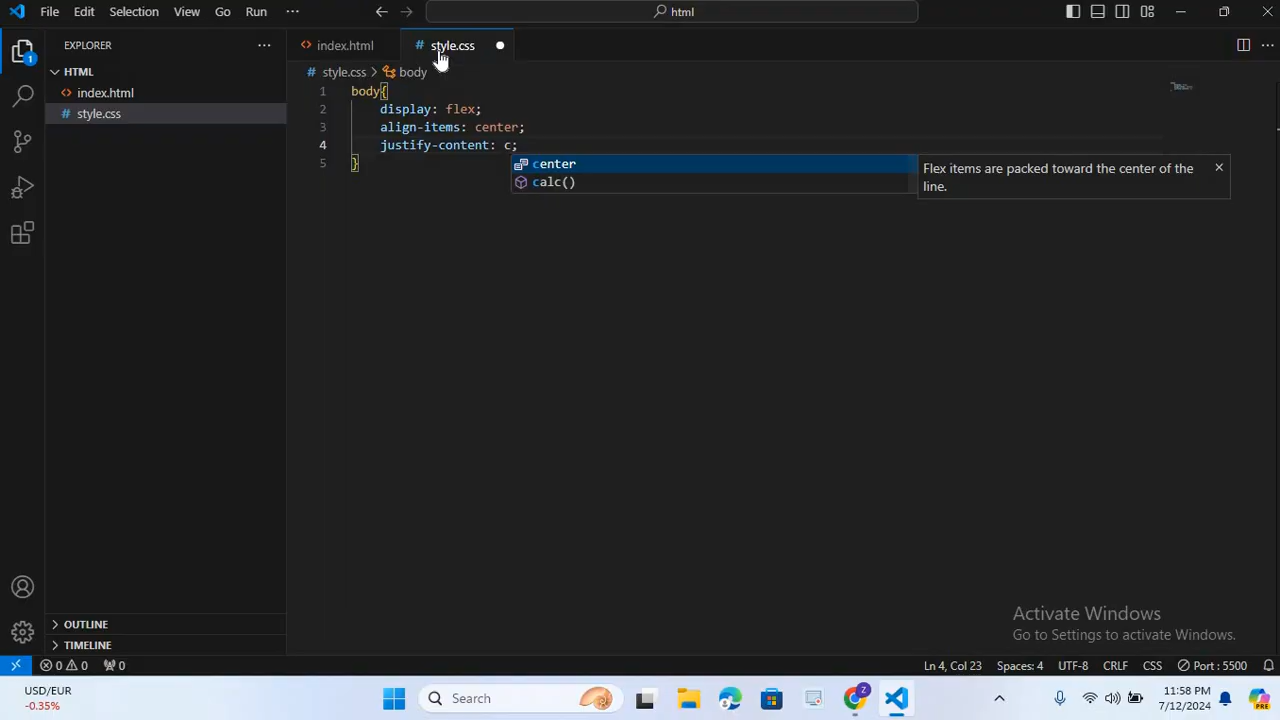 File Edit Selection View Go Run ··· html
EXPLORER ···
HTML
index.html
style.css
index.html
style.css
style.css > body
1 body{
2 display: flex;
3 align-items: center;
4 justify-content: c;
5 }
center
calc()
Flex items are packed toward the center of the
line.
1
OUTLINE
TIMELINE
Activate Windows
Go to Settings to activate Windows.
0 0 0 Ln 4, Col 23 Spaces: 4 UTF-8 CRLF CSS Port : 5500
USD/EUR
-0.35%
Search
Z
PRE
11:58 PM
7/12/2024